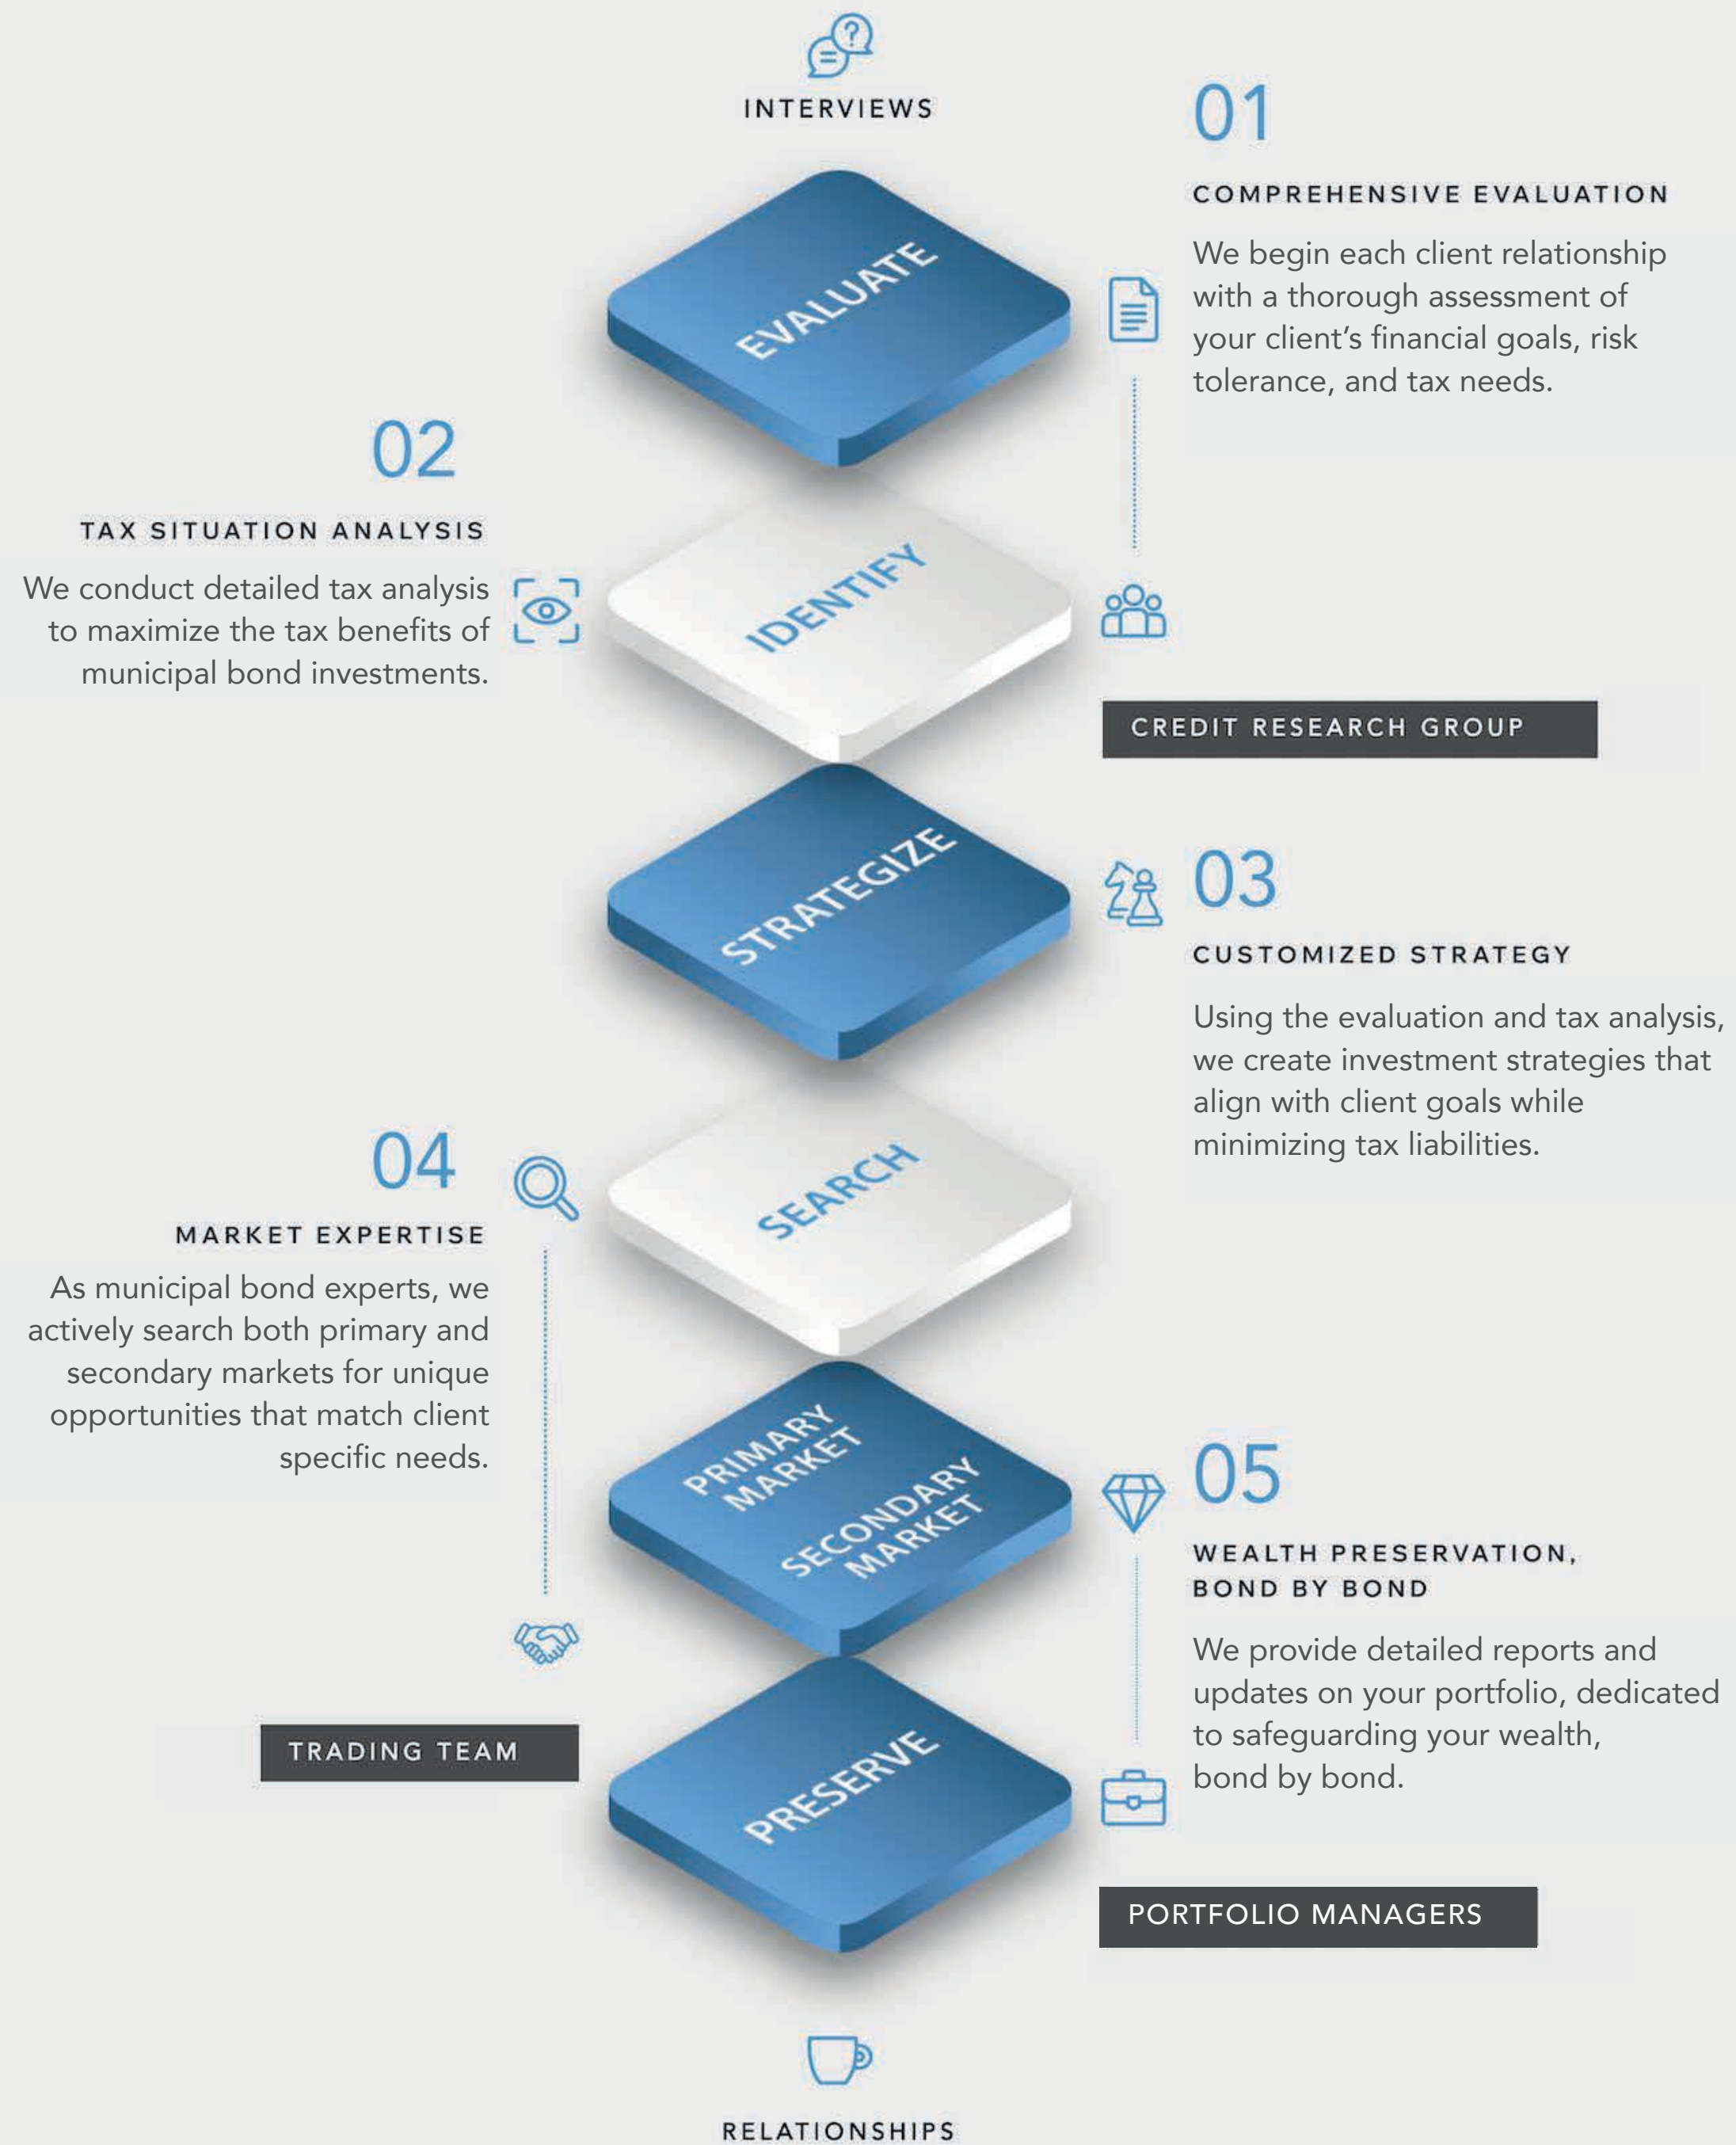 INTERVIEWS
01
COMPREHENSIVE EVALUATION
We begin each client relationship
with a thorough assessment of
your client's financial goals, risk
tolerance, and tax needs.
EVALUATE
02
TAX SITUATION ANALYSIS
We conduct detailed tax analysis
to maximize the tax benefits of
municipal bond investments.
IDENTIFY
CREDIT RESEARCH GROUP
STRATEGIZE
03
CUSTOMIZED STRATEGY
Using the evaluation and tax analysis,
we create investment strategies that
align with client goals while
minimizing tax liabilities.
04
MARKET EXPERTISE
As municipal bond experts, we
actively search both primary and
secondary markets for unique
opportunities that match client
specific needs.
SEARCH
PRIMARY
MARKET
SECONDARY
MARKET
05
WEALTH PRESERVATION,
BOND BY BOND
We provide detailed reports and
updates on your portfolio, dedicated
to safeguarding your wealth,
bond by bond.
TRADING TEAM
PRESERVE
PORTFOLIO MANAGERS
RELATIONSHIPS